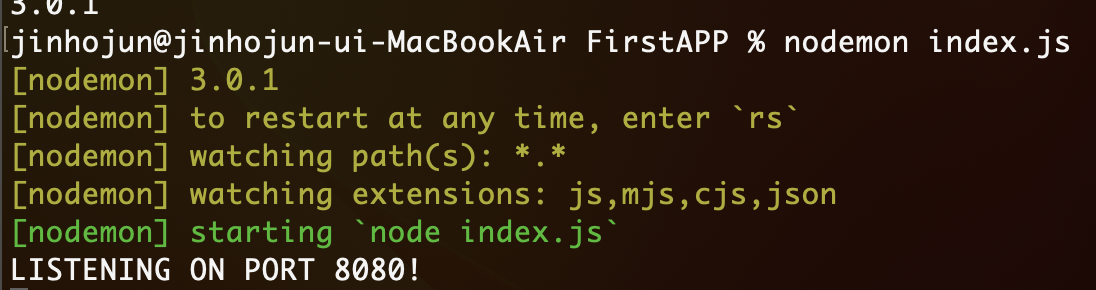 3.0.1
[jinhojun@jinhojun-ui-MacBookAir FirstAPP % nodemon index.js
[nodemon] 3.0.1
[nodemon] to restart at any time, enter `rs`
[nodemon] watching path(s): *.*
[nodemon] watching extensions: js,mjs,cjs,json
[nodemon] starting `node index.js`
LISTENING ON PORT 8080!